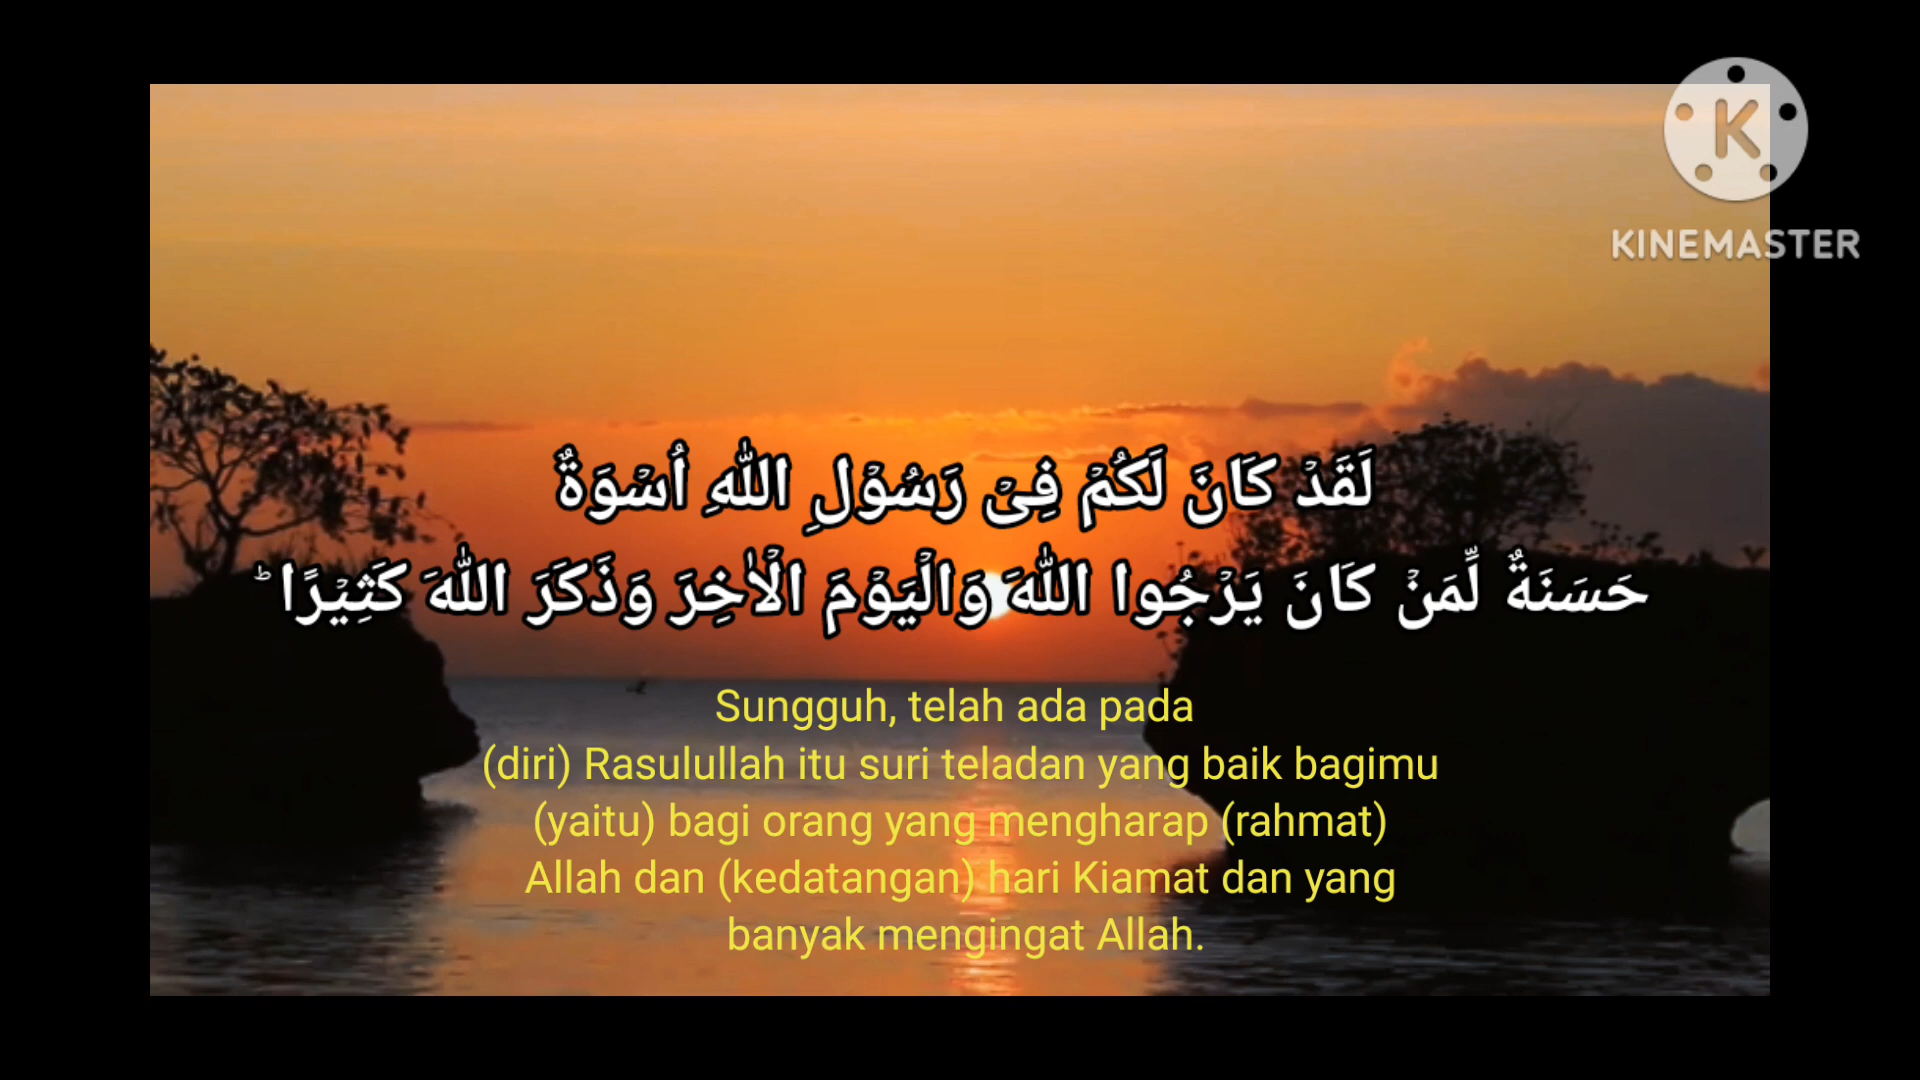 K
KINEMASTER
لَقَدۡ كَانَ لَكُمۡ فِىۡ رَسُوۡلِ اللّٰهِ اُسۡوَةٌ
حَسَنَةٌ لِّمَنۡ كَانَ يَرۡجُوا اللّٰهَ وَالۡيَوۡمَ الۡاٰخِرَ وَذَكَرَ اللّٰهَ كَثِيۡرًا ؕ
Sungguh, telah ada pada
(diri) Rasulullah itu suri teladan yang baik bagimu
(yaitu) bagi orang yang mengharap (rahmat)
Allah dan (kedatangan) hari Kiamat dan yang
banyak mengingat Allah.